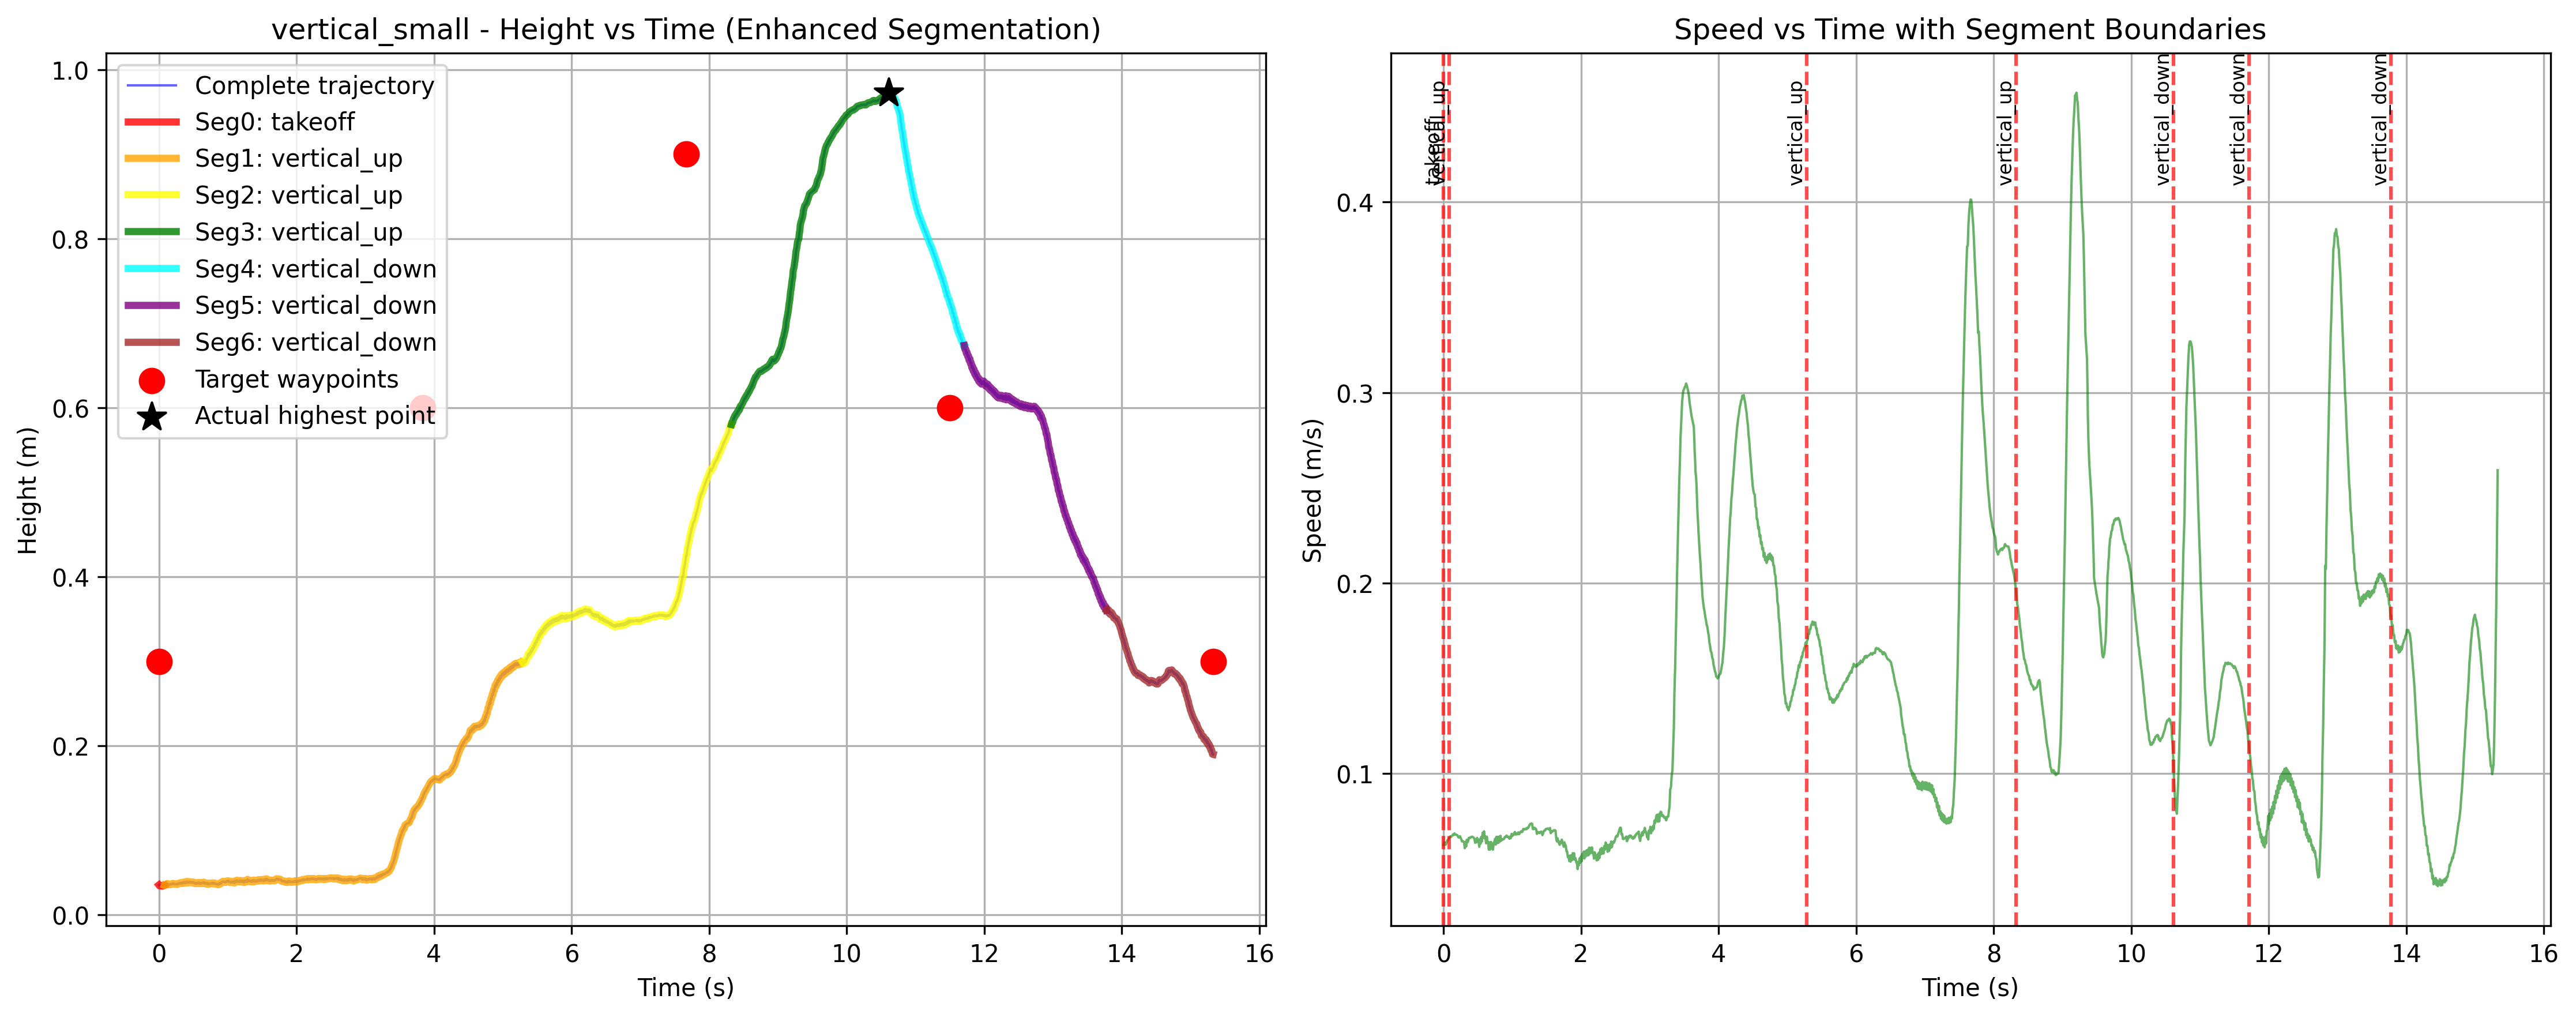 vertical_small - Height vs Time (Enhanced Segmentation)
Complete trajectory
Seg0: takeoff
Seg1: vertical_up
Seg2: vertical_up
Seg3: vertical_up
Seg4: vertical_down
Seg5: vertical_down
Seg6: vertical_down
Target waypoints
Actual highest point
Height (m)
1.0
0.8
0.6
0.4
0.2
0.0
0 2 4 6 8 10 12 14 16
Time (s)
Speed vs Time with Segment Boundaries
takeoff
vertical_up
vertical_up
vertical_up
vertical_down
vertical_down
vertical_down
Speed (m/s)
0.4
0.3
0.2
0.1
0 2 4 6 8 10 12 14 16
Time (s)